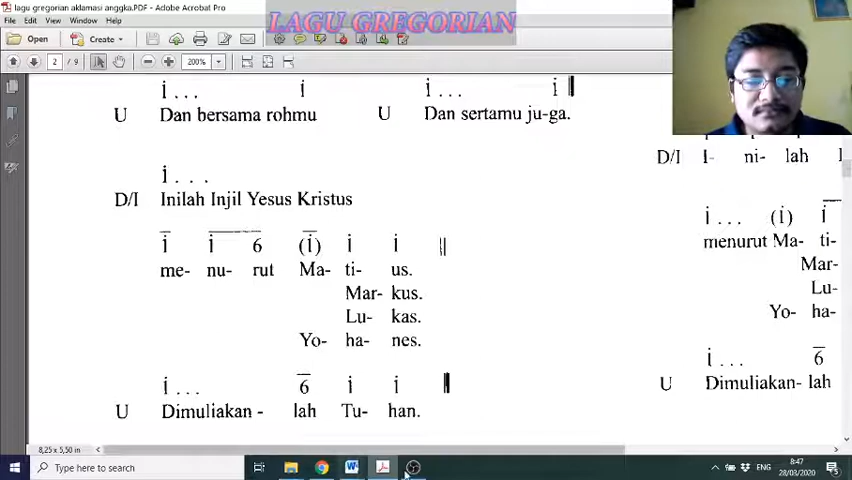 lagu gregorian aklamasi anggka.PDF - Adobe Acrobat Pro
File Edit View Window Help
LAGU GREGORIAN
Open Create
2 / 9 200%
i . . . i i . . . i
U Dan bersama rohmu U Dan sertamu ju-ga.
D/I I- ni- lah I
i . . .
D/I Inilah Injil Yesus Kristus
i . . . (i) i
menurut Ma- ti-
i i 6 (i) i i
me- nu- rut Ma- ti- us.
Mar-
Mar- kus.
Lu-
Lu- kas.
Yo- ha-
Yo- ha- nes.
i . . . 6
Dimuliakan- lah
U
i . . . 6 i i
U Dimuliakan - lah Tu- han.
8,25 x 5,50 in
Type here to search
ENG
8:47
28/03/2020